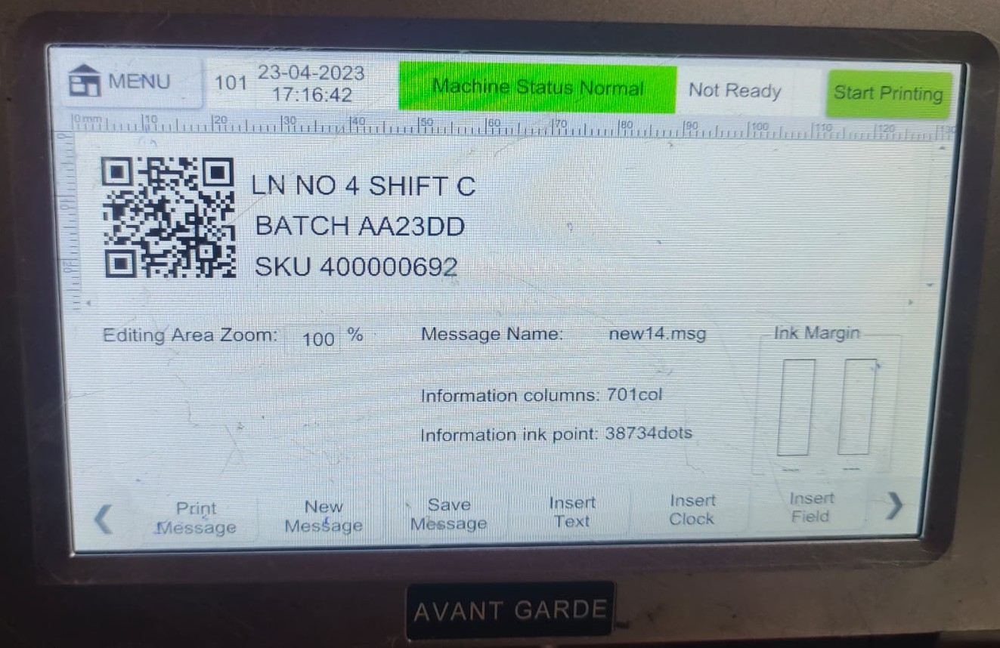 MENU
101
23-04-2023
17:16:42
Machine Status Normal
Not Ready
Start Printing
0mm 10 20 30 40 50 60 70 80 90 100 110 120 130
LN NO 4 SHIFT C
BATCH AA23DD
SKU 400000692
Editing Area Zoom: 100 %
Message Name: new14.msg
Ink Margin
Information columns: 701col
Information ink point: 38734dots
--- ---
Print Message
New Message
Save Message
Insert Text
Insert Clock
Insert Field
AVANT GARDE